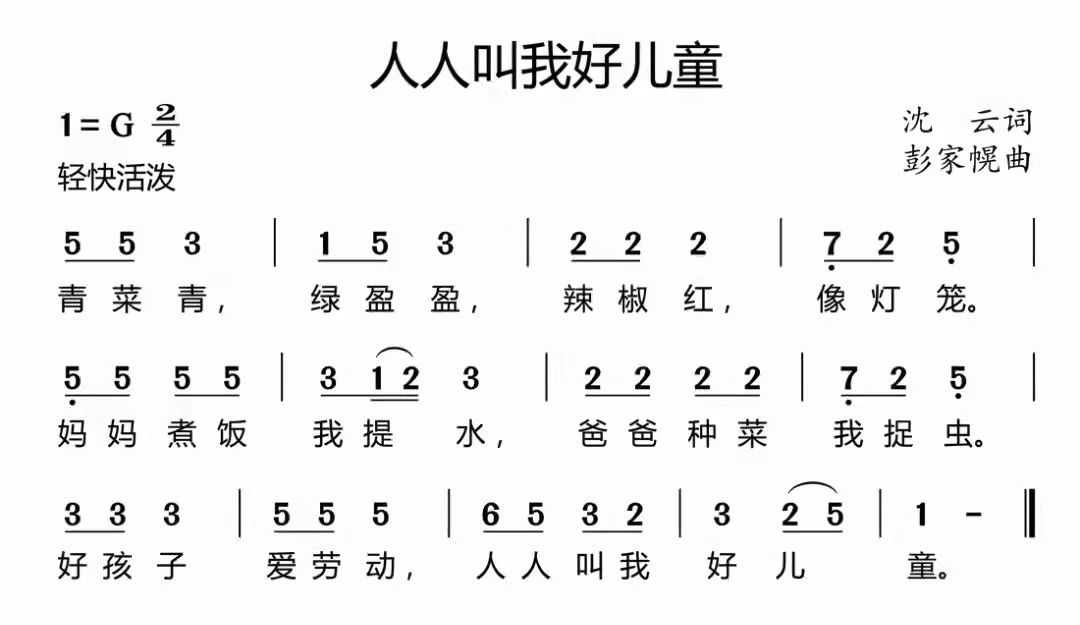 人人叫我好儿童
1=G 2/4
沈 云词
轻快活泼
彭家幌曲
5 5 3 | 1 5 3 | 2 2 2 | 7̣ 2 5̣ |
青菜青，绿盈盈，辣椒红，像灯笼。
5̣ 5 5 5 | 3 1 2 3 | 2 2 2 2 | 7̣ 2 5̣ |
妈妈煮饭我提水，爸爸种菜我捉虫。
3 3 3 | 5 5 5 | 6 5 3 2 | 3 2 5 | 1 - ‖
好孩子爱劳动，人人叫我好儿童。